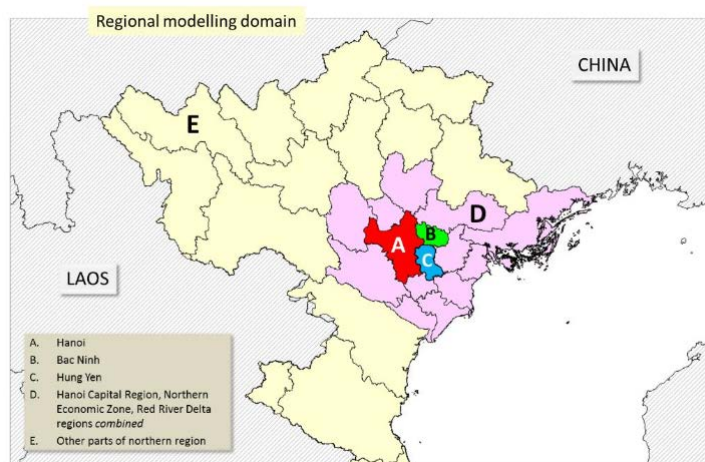 Regional modelling domain
CHINA
E
D
B
A
C
LAOS
A. Hanoi
B. Bac Ninh
C. Hung Yen
D. Hanoi Capital Region, Northern
Economic Zone, Red River Delta
regions combined
E. Other parts of northern region